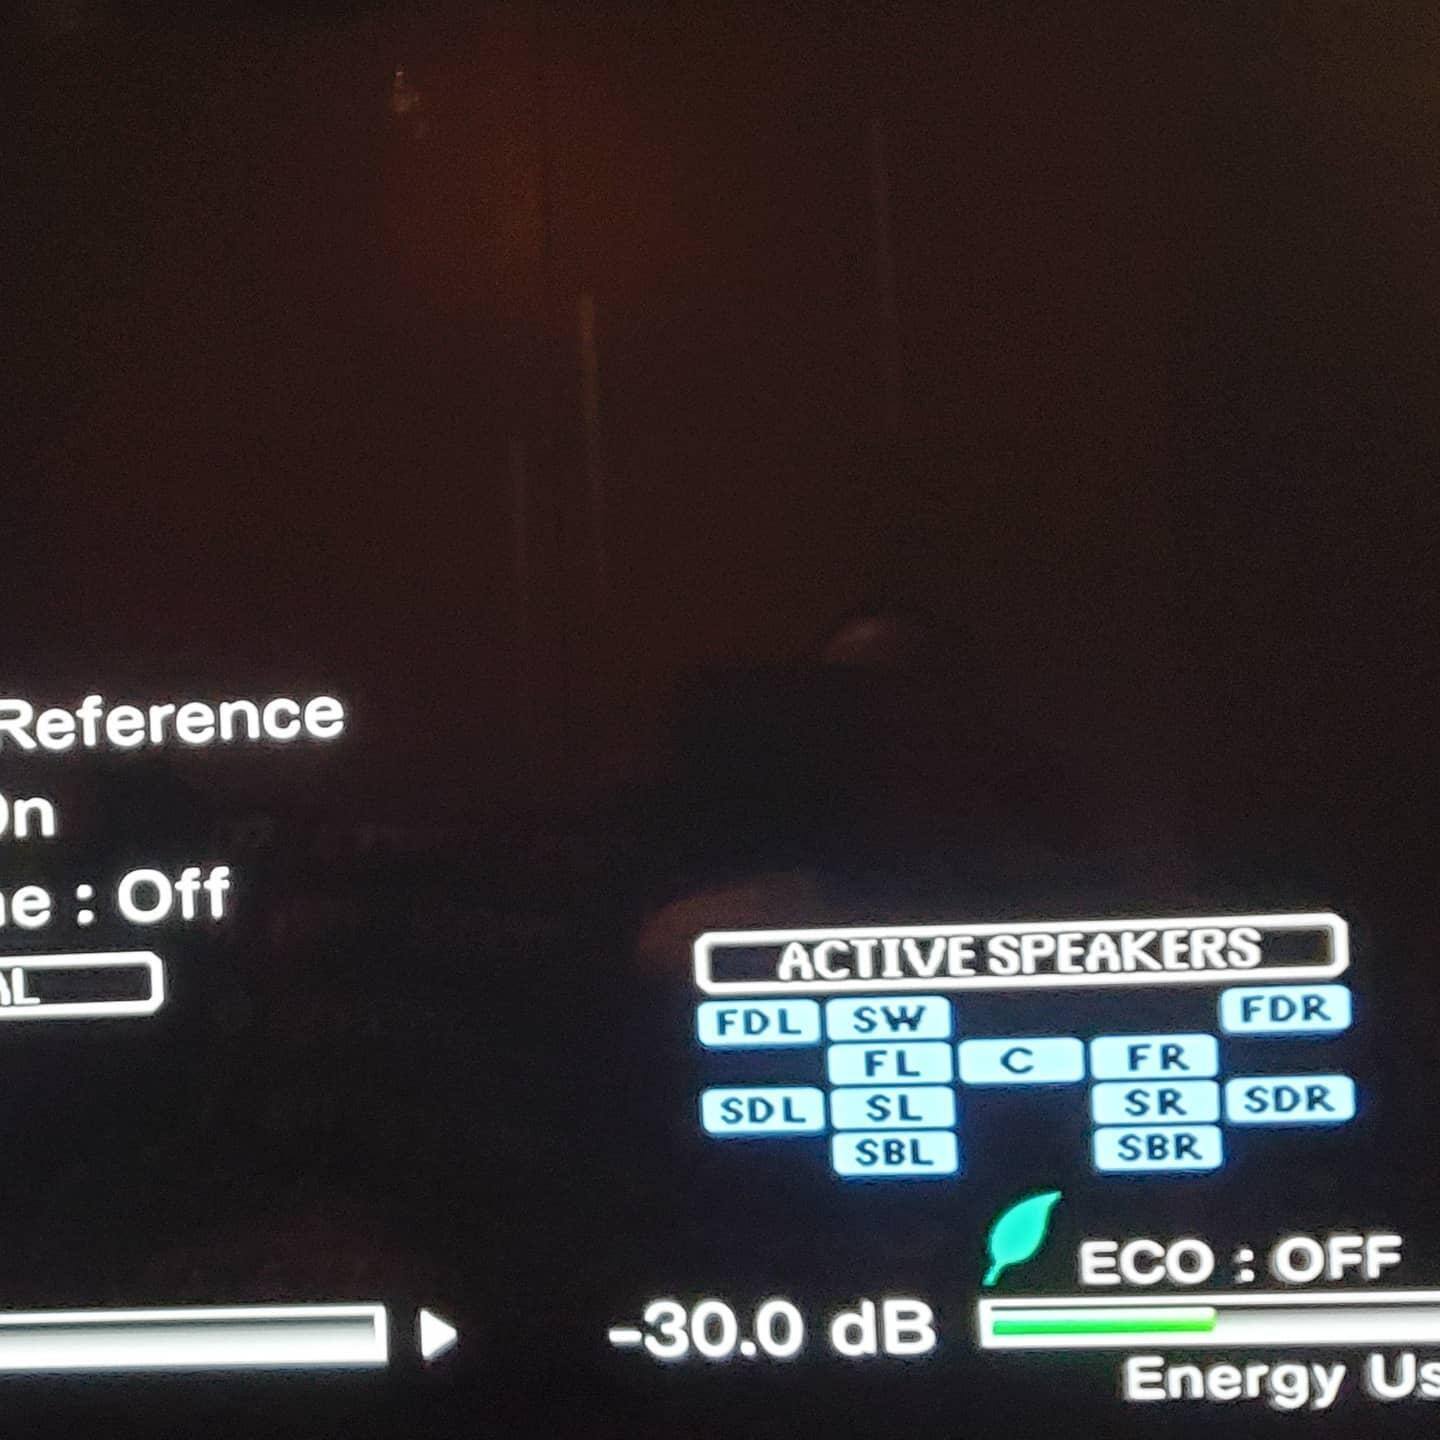 Reference
On
: Off
ACTIVE SPEAKERS
FDL SW FDR
FL C FR
SDL SL SR SDR
SBL SBR
ECO : OFF
-30.0 dB
Energy